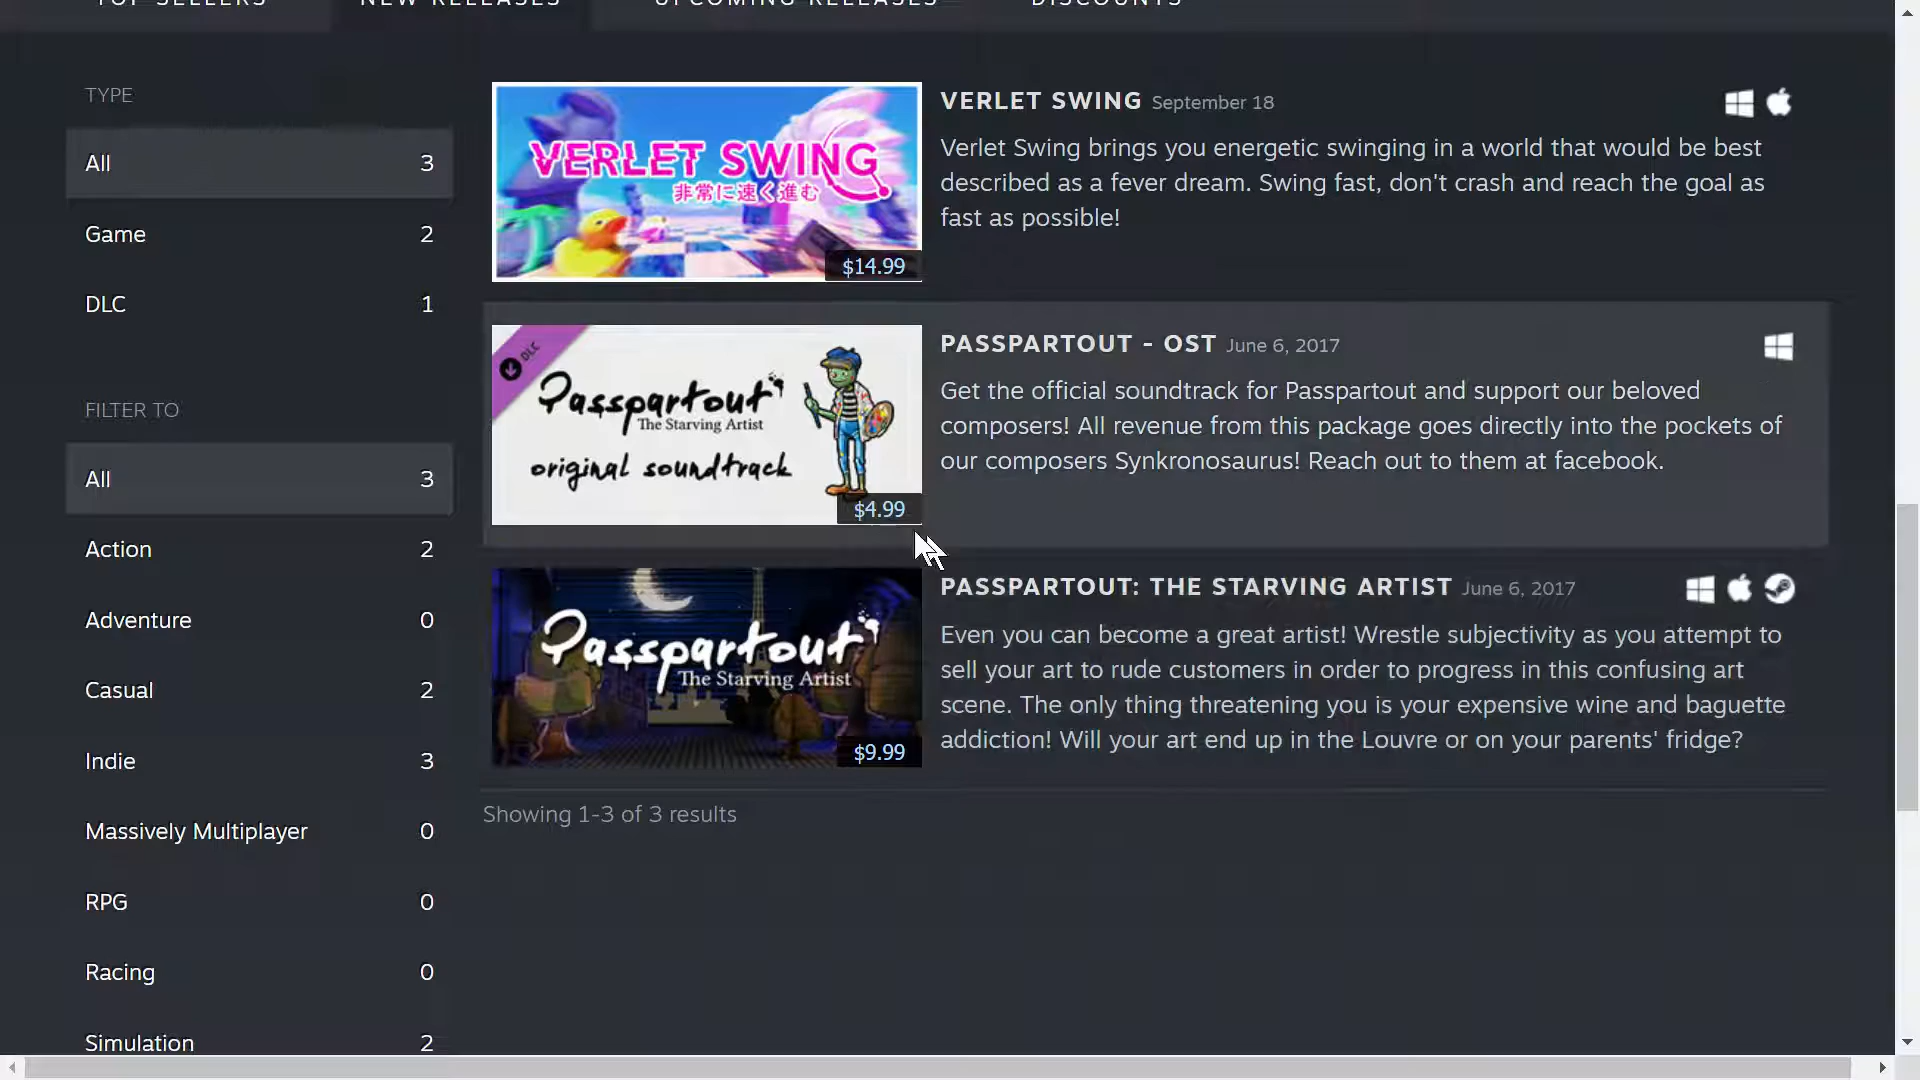 TOP SELLERS
NEW RELEASES
UPCOMING RELEASES
DISCOUNTS
TYPE
All 3
Game 2
DLC 1
FILTER TO
All 3
Action 2
Adventure 0
Casual 2
Indie 3
Massively Multiplayer 0
RPG 0
Racing 0
Simulation 2
VERLET SWING
非常に速く進む
$14.99
VERLET SWING September 18
Verlet Swing brings you energetic swinging in a world that would be best
described as a fever dream. Swing fast, don't crash and reach the goal as
fast as possible!
DLC
Passpartout
The Starving Artist
original soundtrack
$4.99
PASSPARTOUT - OST June 6, 2017
Get the official soundtrack for Passpartout and support our beloved
composers! All revenue from this package goes directly into the pockets of
our composers Synkronosaurus! Reach out to them at facebook.
Passpartout
The Starving Artist
$9.99
PASSPARTOUT: THE STARVING ARTIST June 6, 2017
Even you can become a great artist! Wrestle subjectivity as you attempt to
sell your art to rude customers in order to progress in this confusing art
scene. The only thing threatening you is your expensive wine and baguette
addiction! Will your art end up in the Louvre or on your parents' fridge?
Showing 1-3 of 3 results